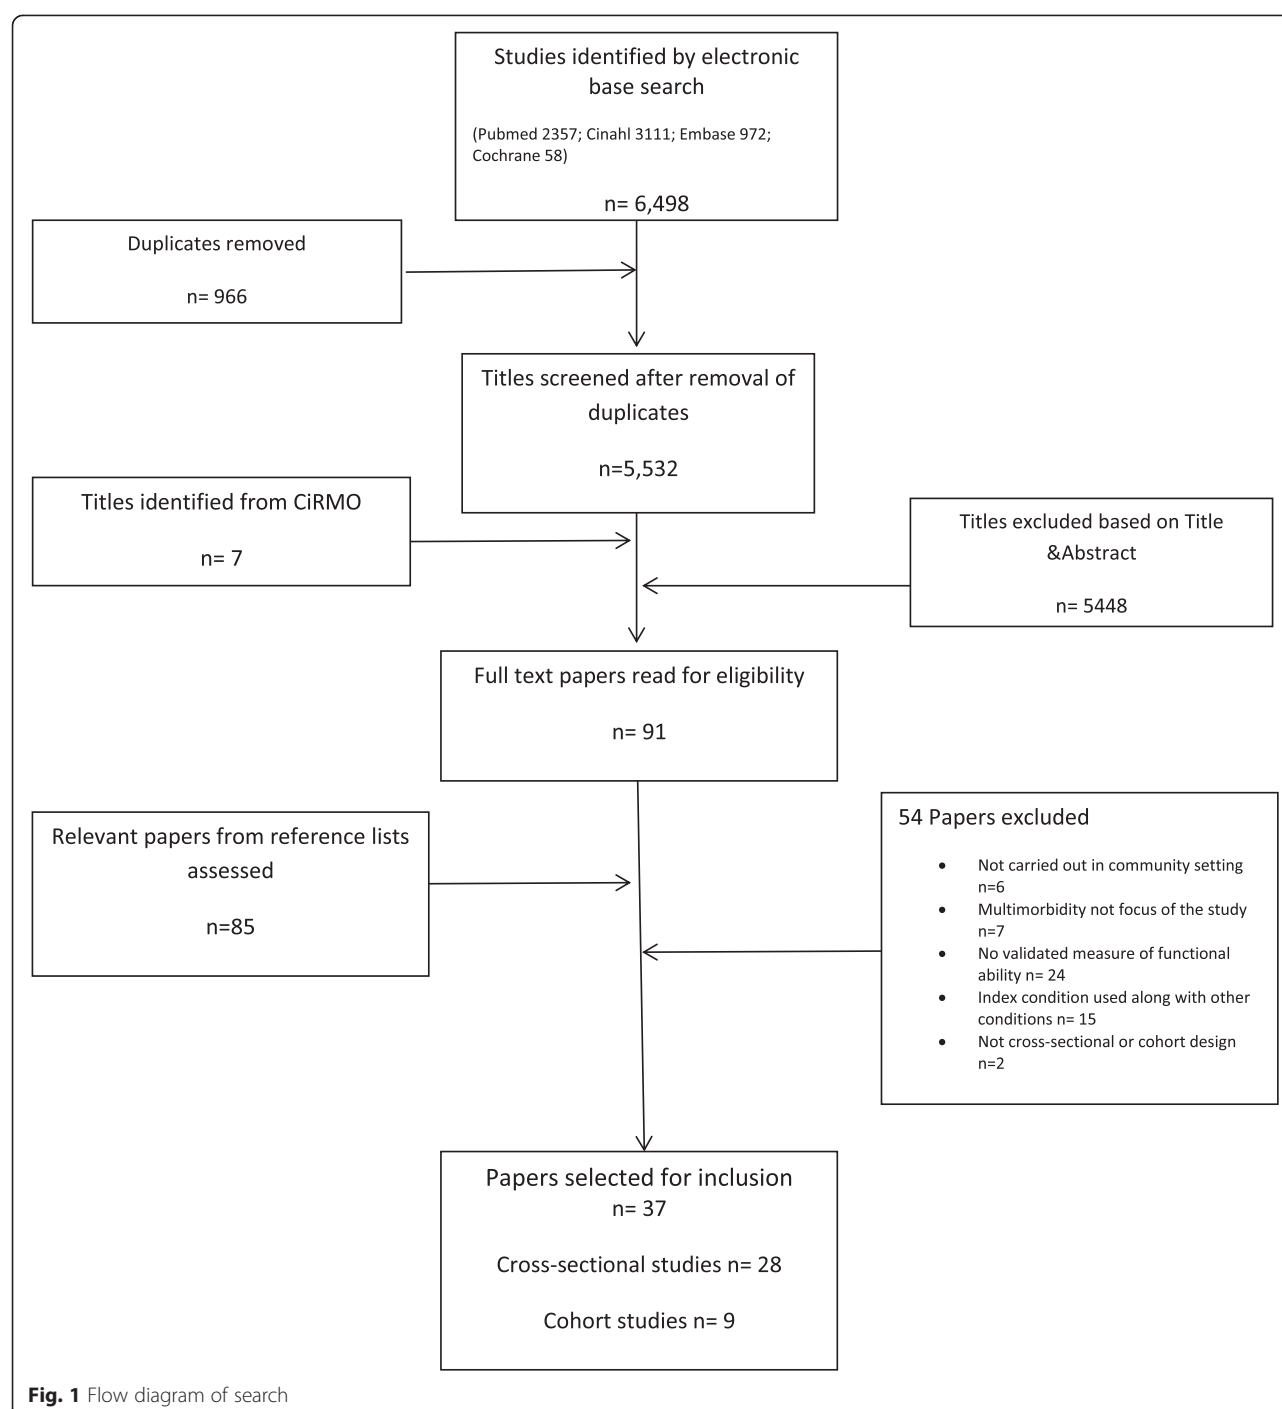 Studies identified by electronic
base search
(Pubmed 2357; Cinahl 3111; Embase 972;
Cochrane 58)
n= 6,498
Duplicates removed
n= 966
Titles screened after removal of
duplicates
n=5,532
Titles identified from CiRMO
n= 7
Titles excluded based on Title
&Abstract
n= 5448
Full text papers read for eligibility
n= 91
Relevant papers from reference lists
assessed
n=85
54 Papers excluded
• Not carried out in community setting
n=6
• Multimorbidity not focus of the study
n=7
• No validated measure of functional
ability n= 24
• Index condition used along with other
conditions n= 15
• Not cross-sectional or cohort design
n=2
Papers selected for inclusion
n= 37
Cross-sectional studies n= 28
Cohort studies n= 9
Fig. 1 Flow diagram of search